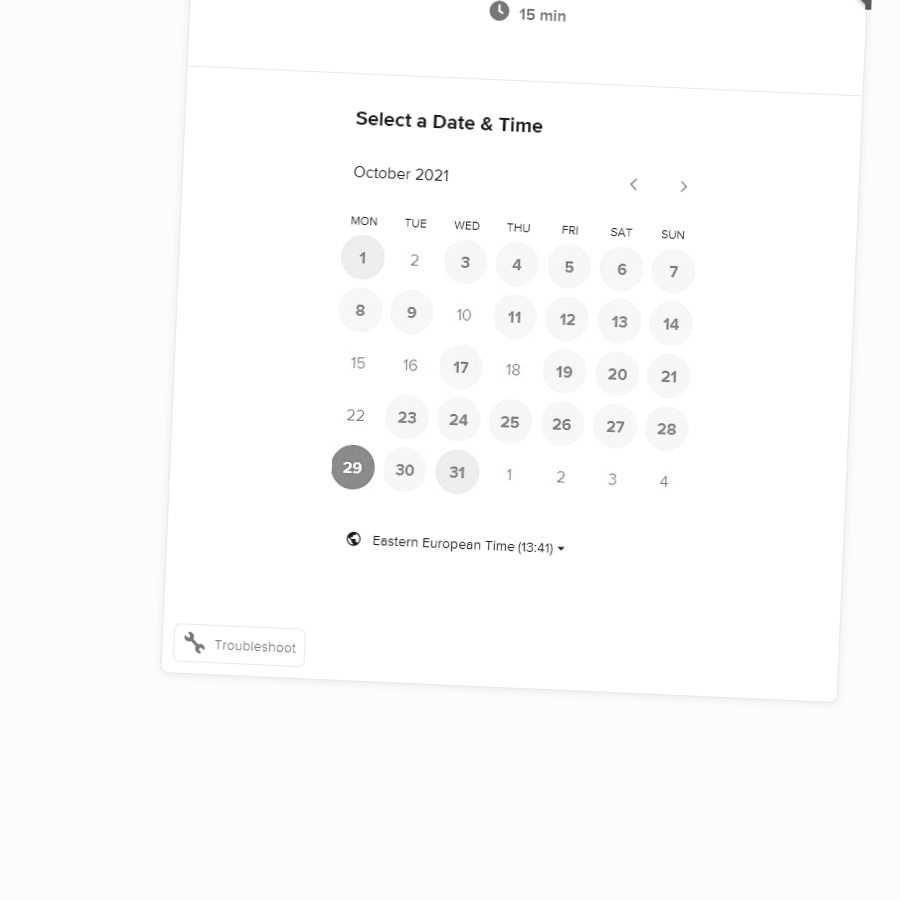 15 min
Select a Date & Time
October 2021
MON TUE WED THU FRI SAT SUN
1 2 3 4 5 6 7
8 9 10 11 12 13 14
15 16 17 18 19 20 21
22 23 24 25 26 27 28
29 30 31 1 2 3 4
Eastern European Time (13:41)
Troubleshoot